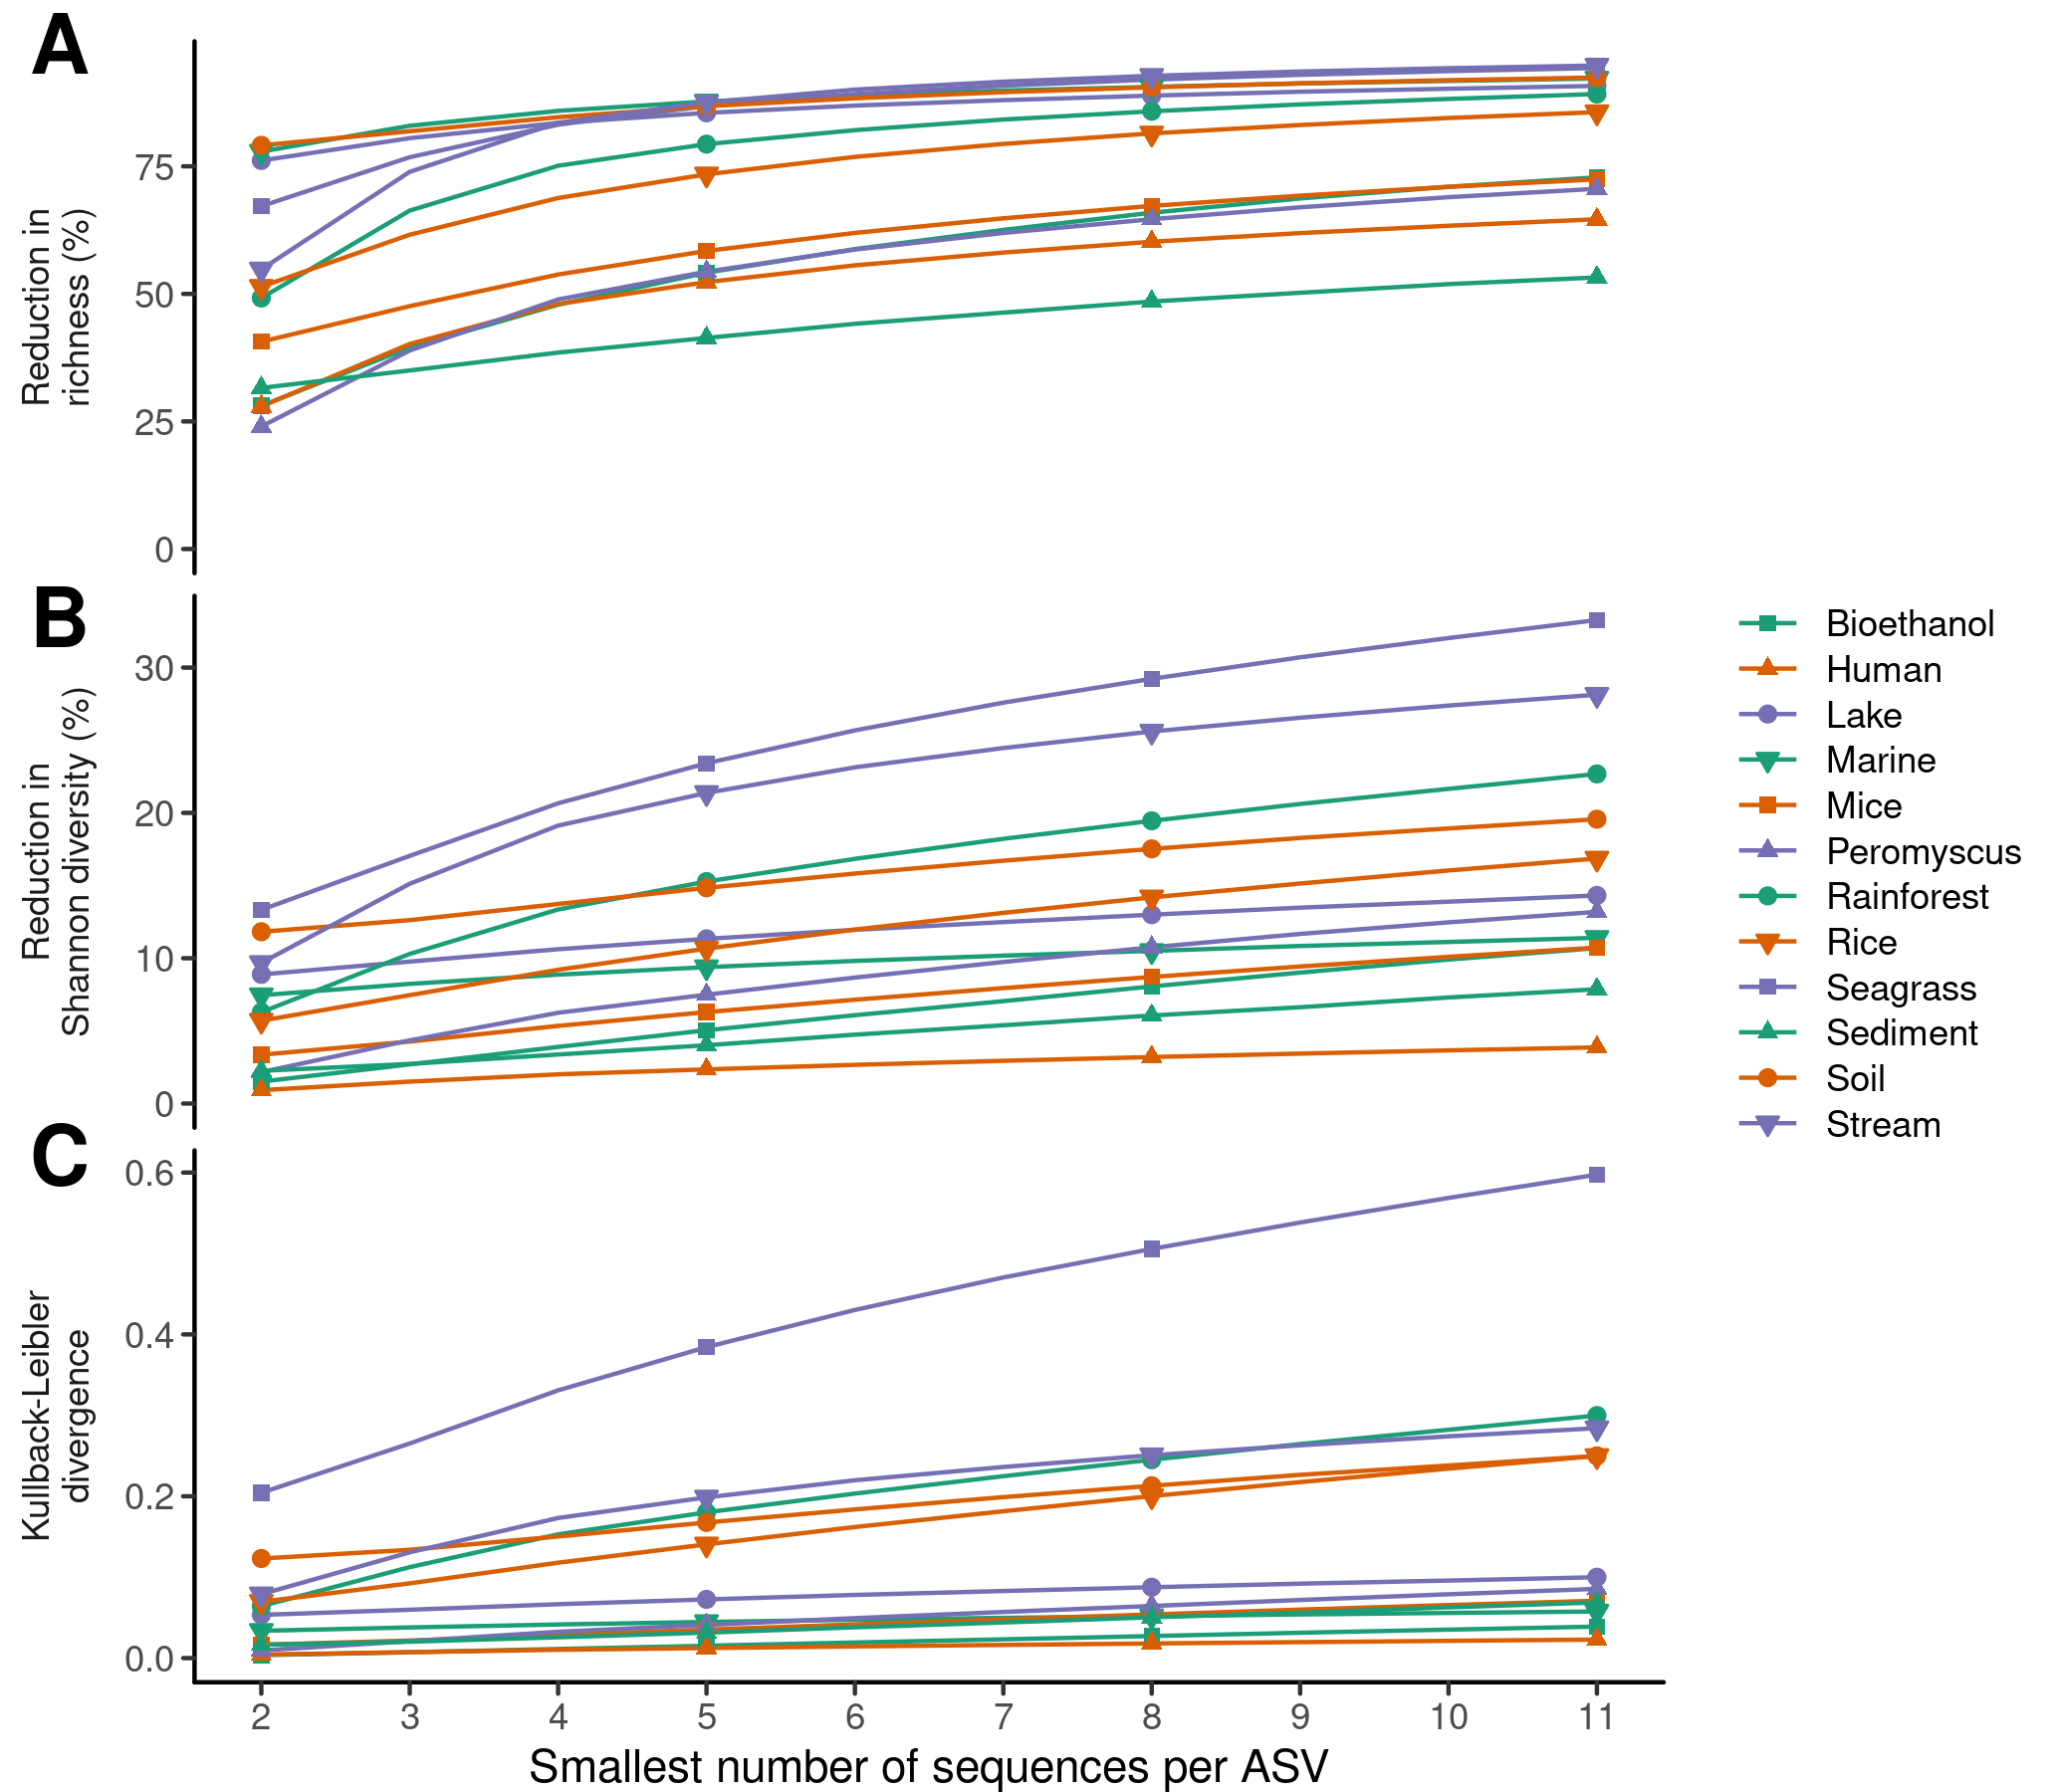 A
Reduction in
richness (%)
75
50
25
0
B
Reduction in
Shannon diversity (%)
30
20
10
0
Bioethanol
Human
Lake
Marine
Mice
Peromyscus
Rainforest
Rice
Seagrass
Sediment
Soil
Stream
C
Kullback-Leibler
divergence
0.6
0.4
0.2
0.0
2 3 4 5 6 7 8 9 10 11
Smallest number of sequences per ASV